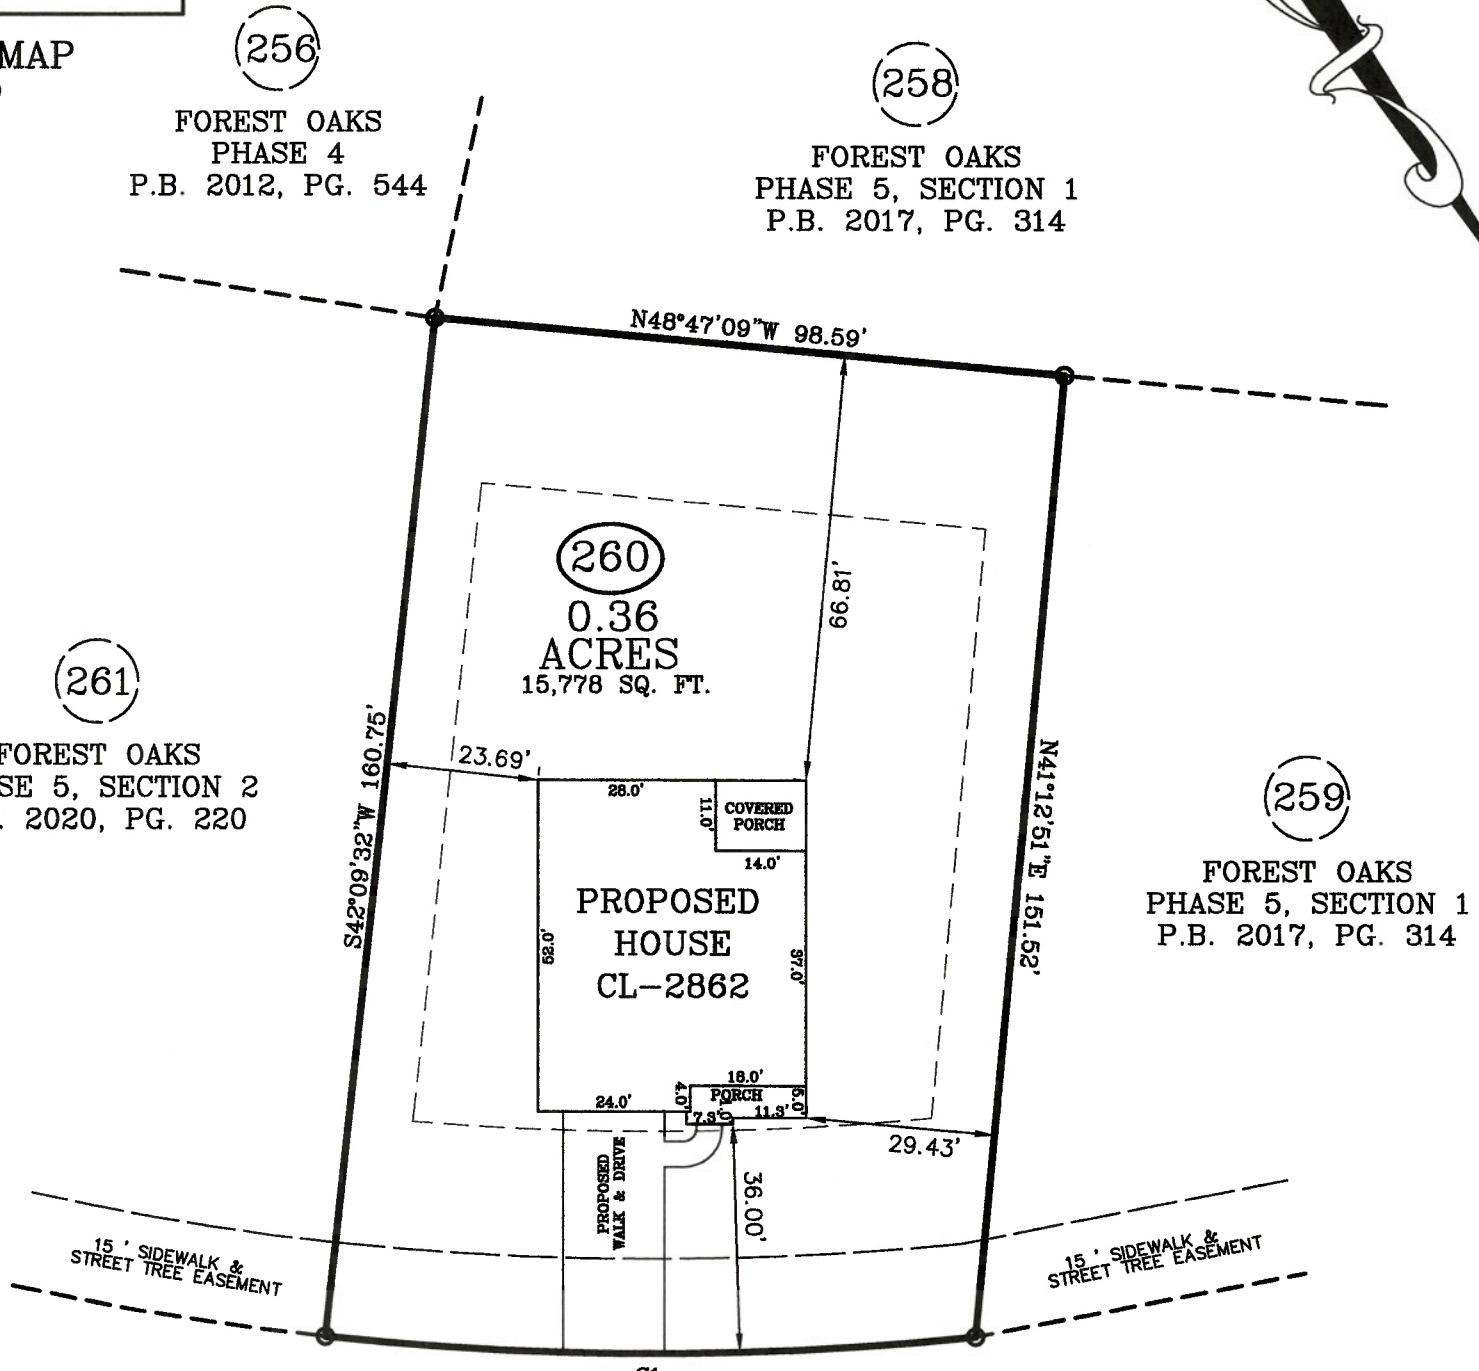 MAP
256
FOREST OAKS
PHASE 4
P.B. 2012, PG. 544
258
FOREST OAKS
PHASE 5, SECTION 1
P.B. 2017, PG. 314
N48°47'09"W 98.59'
260
0.36
ACRES
15,778 SQ. FT.
66.81'
261
FOREST OAKS
SE 5, SECTION 2
. 2020, PG. 220
S42°09'32"W 160.75'
23.69'
28.0'
11.0'
COVERED
PORCH
14.0'
N41°12'51"E 151.52'
259
FOREST OAKS
PHASE 5, SECTION 1
P.B. 2017, PG. 314
PROPOSED
HOUSE
CL-2862
52.0'
37.0'
18.0'
PORCH
4.0'
5.0'
24.0'
7.3'
11.3'
29.43'
PROPOSED
WALK & DRIVE
36.00'
15 ' SIDEWALK &
STREET TREE EASEMENT
15 ' SIDEWALK &
STREET TREE EASEMENT